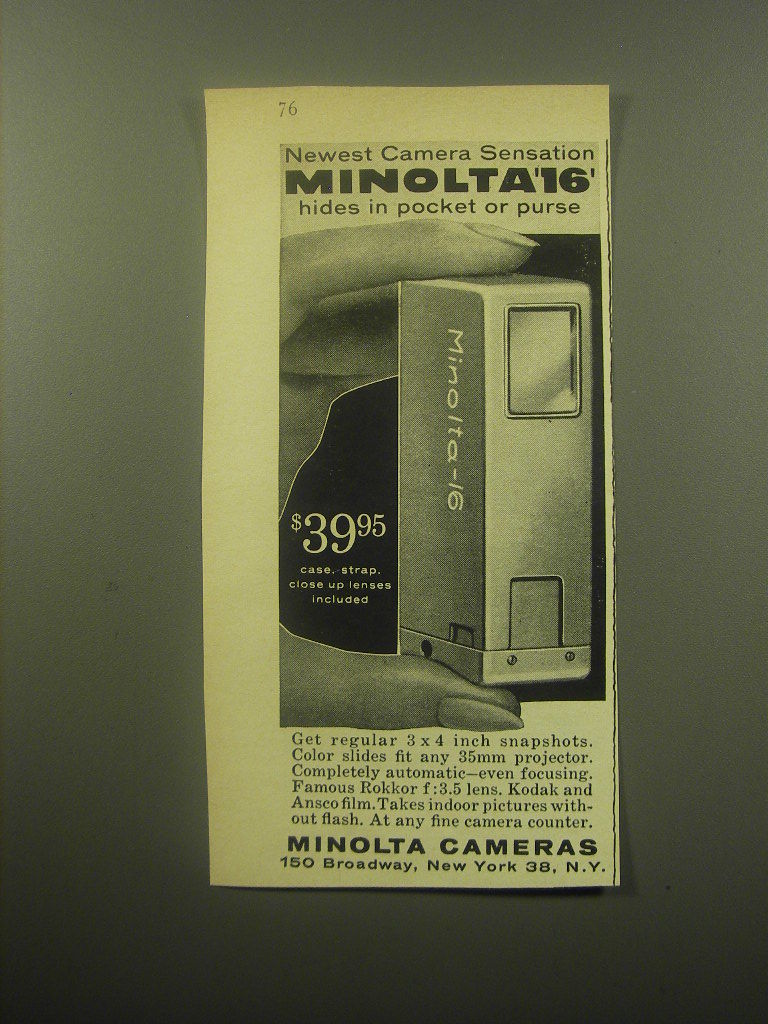 76
Newest Camera Sensation
MINOLTA'16'
hides in pocket or purse
Minolta-16
$39.95
case, strap,
close up lenses
included
Get regular 3 x 4 inch snapshots.
Color slides fit any 35mm projector.
Completely automatic—even focusing.
Famous Rokkor f:3.5 lens. Kodak and
Ansco film. Takes indoor pictures with-
out flash. At any fine camera counter.
MINOLTA CAMERAS
150 Broadway, New York 38, N.Y.